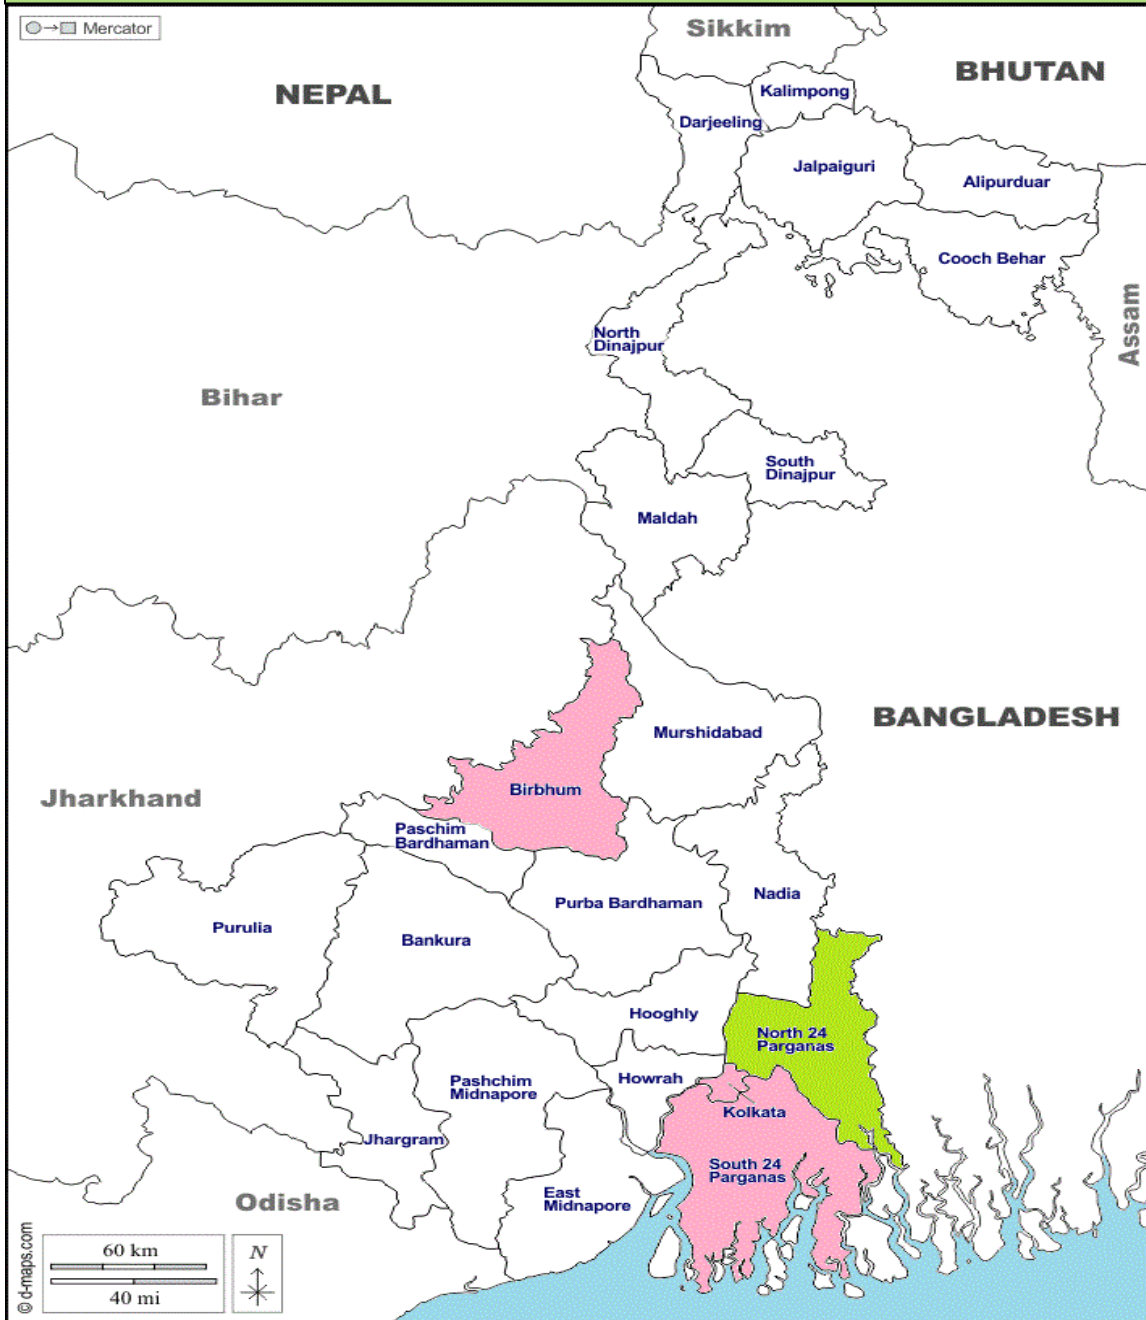 Mercator
Sikkim
NEPAL
BHUTAN
Kalimpong
Darjeeling
Jalpaiguri
Alipurduar
Cooch Behar
Assam
North
Dinajpur
Bihar
South
Dinajpur
Maldah
BANGLADESH
Murshidabad
Birbhum
Jharkhand
Paschim
Bardhaman
Nadia
Purba Bardhaman
Purulia
Bankura
Hooghly
North 24
Parganas
Howrah
Pashchim
Midnapore
Kolkata
Jhargram
South 24
Parganas
East
Midnapore
Odisha
60 km
40 mi
N
© d-maps.com